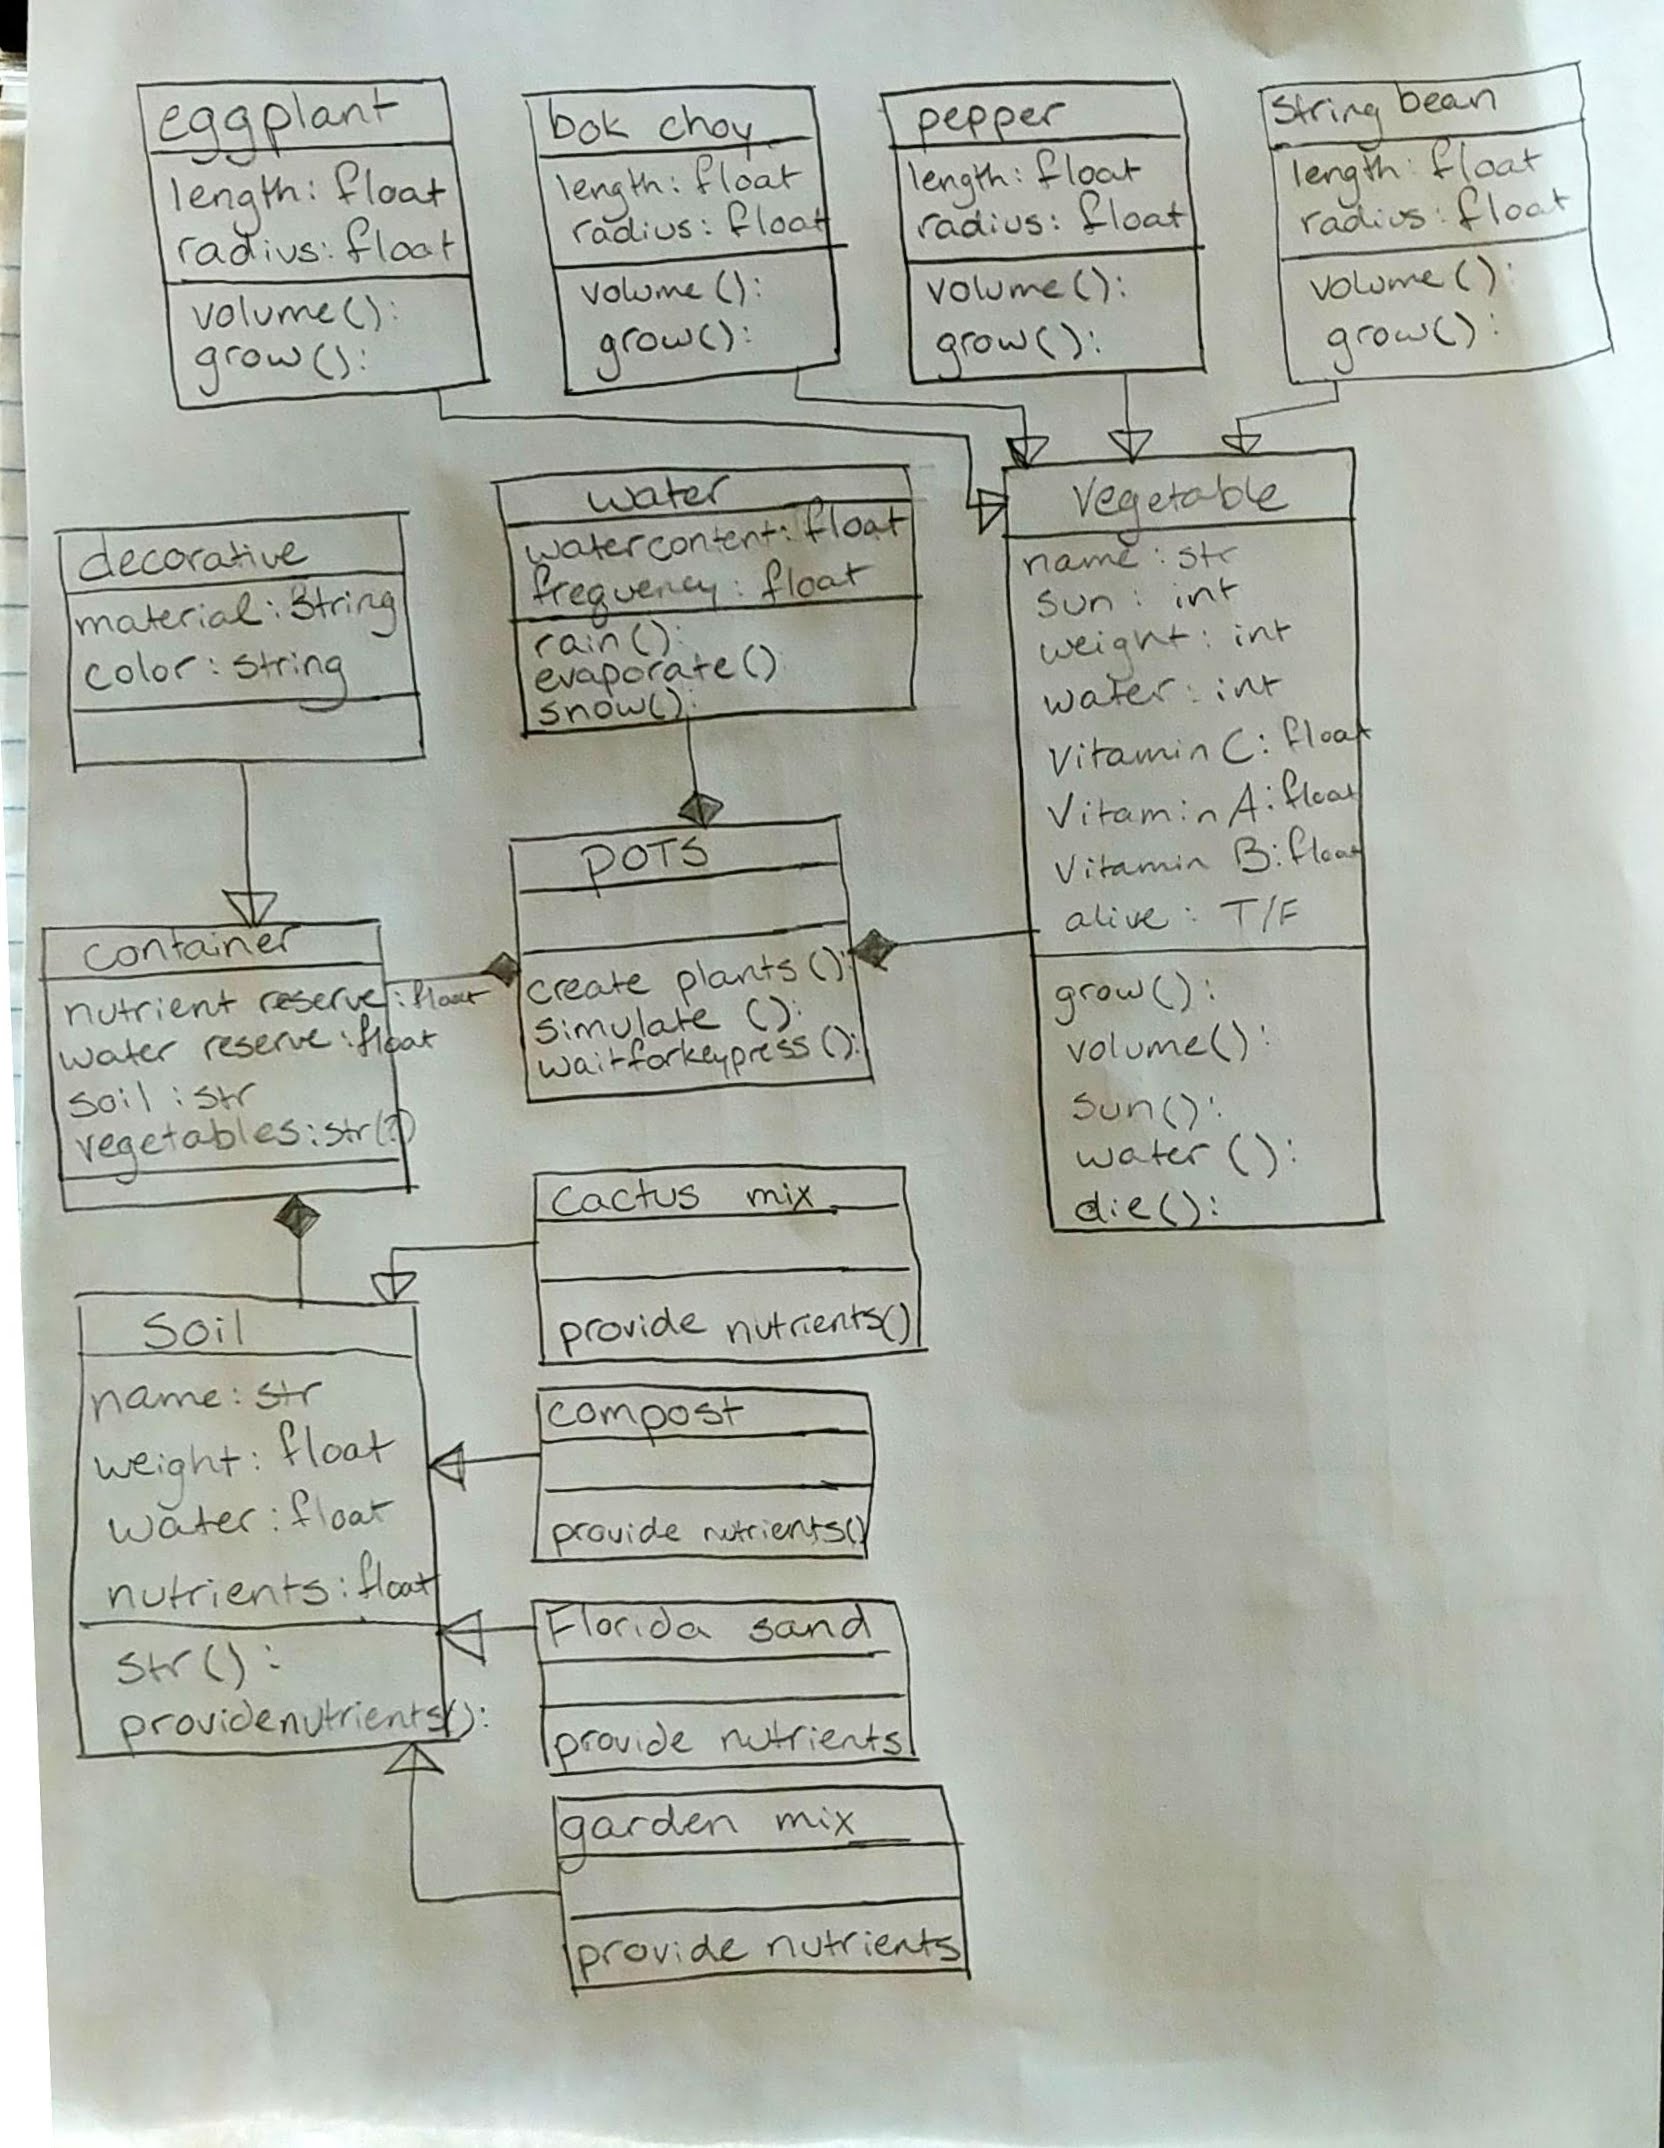 eggplant
length: float
radius: float
volume():
grow():
bok choy
length: float
radius: float
volume():
grow():
pepper
length: float
radius: float
volume():
grow():
String bean
length: float
radius: float
volume():
grow():
decorative
material: String
color: string
water
watercontent: float
frequency: float
rain():
evaporate()
snow():
Vegetable
name: str
sun: int
weight: int
water: int
Vitamin C: float
Vitamin A: float
Vitamin B: float
alive: T/F
grow():
volume():
sun():
water():
die():
POTS
create plants():
simulate ():
waitforkeypress():
container
nutrient reserve: float
water reserve: float
soil: str
vegetables: str(?)
Soil
name: str
weight: float
water: float
nutrients: float
str():
providenutrients():
Cactus mix
provide nutrients()
compost
provide nutrients()
Florida sand
provide nutrients
garden mix
provide nutrients